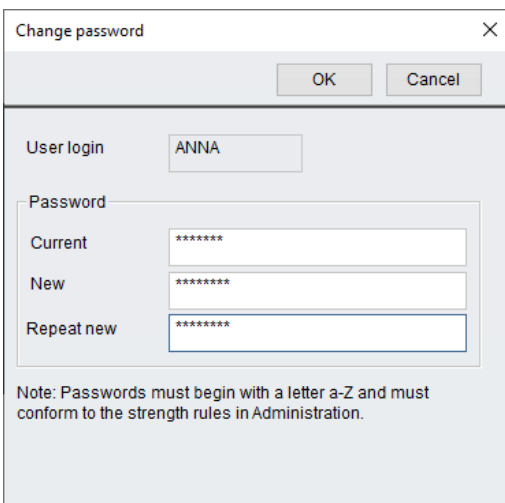 Change password
OK Cancel
User login ANNA
Password
Current *******
New ********
Repeat new ********
Note: Passwords must begin with a letter a-Z and must
conform to the strength rules in Administration.